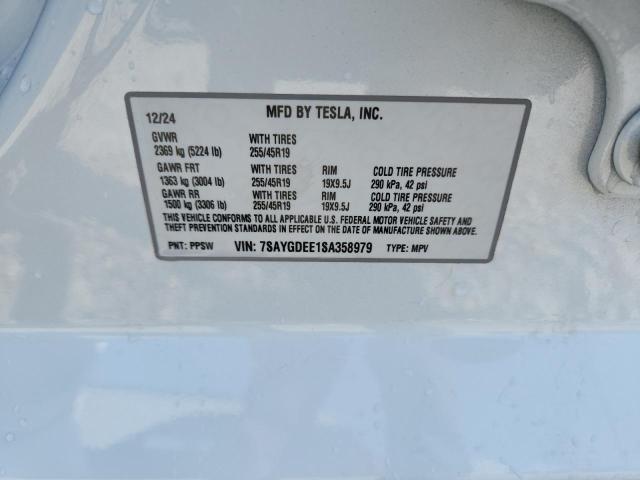 12/24 MFD BY TESLA, INC.
GVWR WITH TIRES
2369 kg (5224 lb) 255/45R19
GAWR FRT WITH TIRES RIM COLD TIRE PRESSURE
1363 kg (3004 lb) 255/45R19 19X9.5J 290 kPa, 42 psi
GAWR RR WITH TIRES RIM COLD TIRE PRESSURE
1500 kg (3306 lb) 255/45R19 19X9.5J 290 kPa, 42 psi
THIS VEHICLE CONFORMS TO ALL APPLICABLE U.S. FEDERAL MOTOR VEHICLE SAFETY AND
THEFT PREVENTION STANDARDS IN EFFECT ON THE DATE OF MANUFACTURE SHOWN ABOVE.
PNT: PPSW VIN: 7SAYGDEE1SA358979 TYPE: MPV